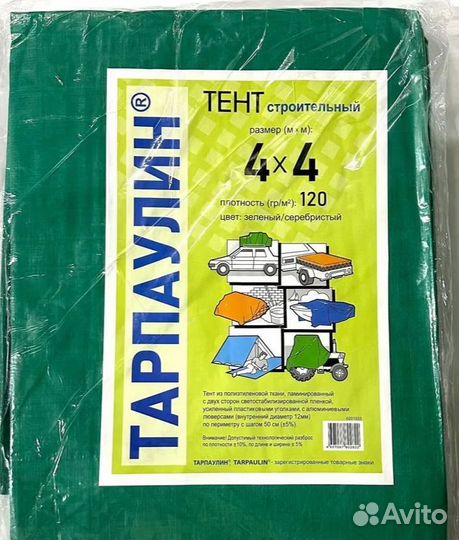 ТАРПАУЛИН®
ТЕНТ строительный
размер (м x м):
4x4
плотность (гр/м²): 120
цвет: зеленый/серебристый
Тент из полиэтиленовой ткани, ламинированный
с двух сторон светостабилизированной пленкой,
усиленный пластиковыми уголками, с алюминиевыми
люверсами (внутренний диаметр 12мм)
по периметру с шагом 50 см (±5%).
Внимание! Допустимый технологический разброс
по плотности ±10%, по длине и ширине ± 5%
ТАРПАУЛИН® TARPAULIN® - зарегистрированные товарные знаки
Avito